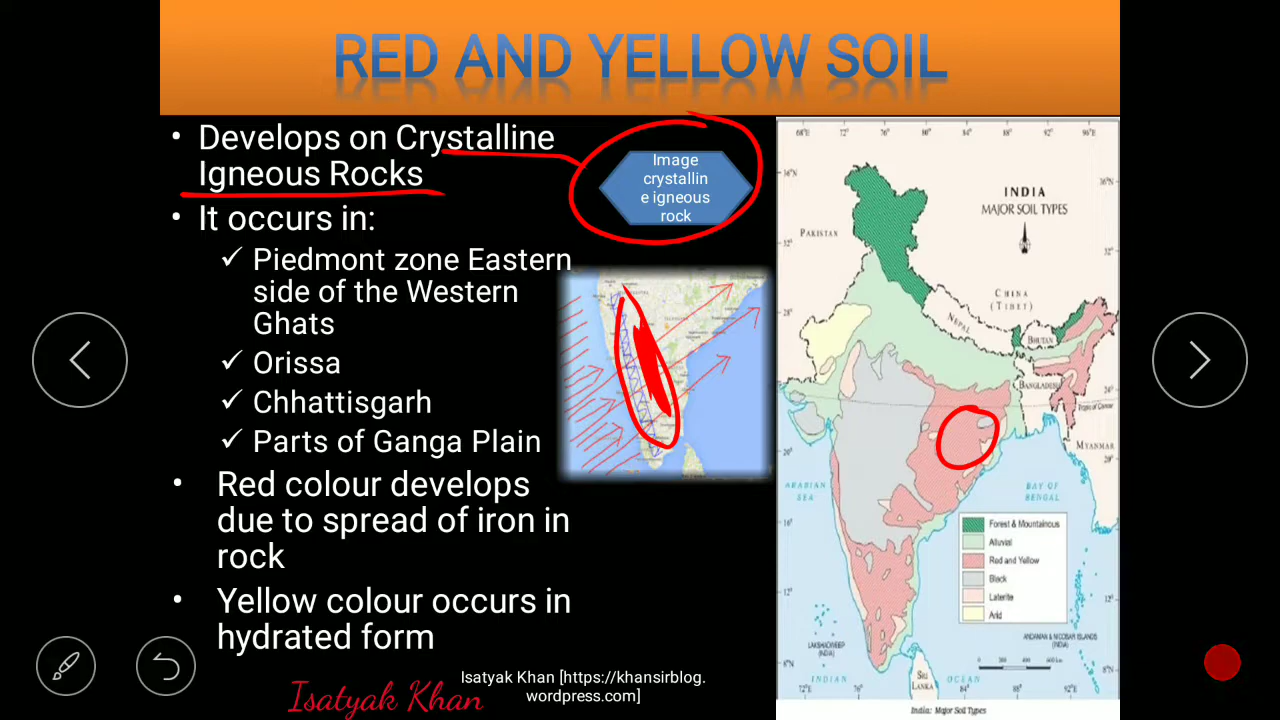 RED AND YELLOW SOIL
• Develops on Crystalline
Igneous Rocks
• It occurs in:
✓ Piedmont zone Eastern
side of the Western
Ghats
✓ Orissa
✓ Chhattisgarh
✓ Parts of Ganga Plain
• Red colour develops
due to spread of iron in
rock
• Yellow colour occurs in
hydrated form
Image
crystallin
e igneous
rock
Isatyak Khan
Isatyak Khan [https://khansirblog.
wordpress.com]
INDIA
MAJOR SOIL TYPES
PAKISTAN
CHINA
(TIBET)
NEPAL
BHUTAN
BANGLADESH
Tropic of Cancer
MYANMAR
ARABIAN
SEA
BAY OF
BENGAL
Forest & Mountainous
Alluvial
Red and Yellow
Black
Laterite
Arid
LAKSHADWEEP
(INDIA)
ANDAMAN & NICOBAR ISLANDS
(INDIA)
SRI
LANKA
INDIAN OCEAN
India: Major Soil Types